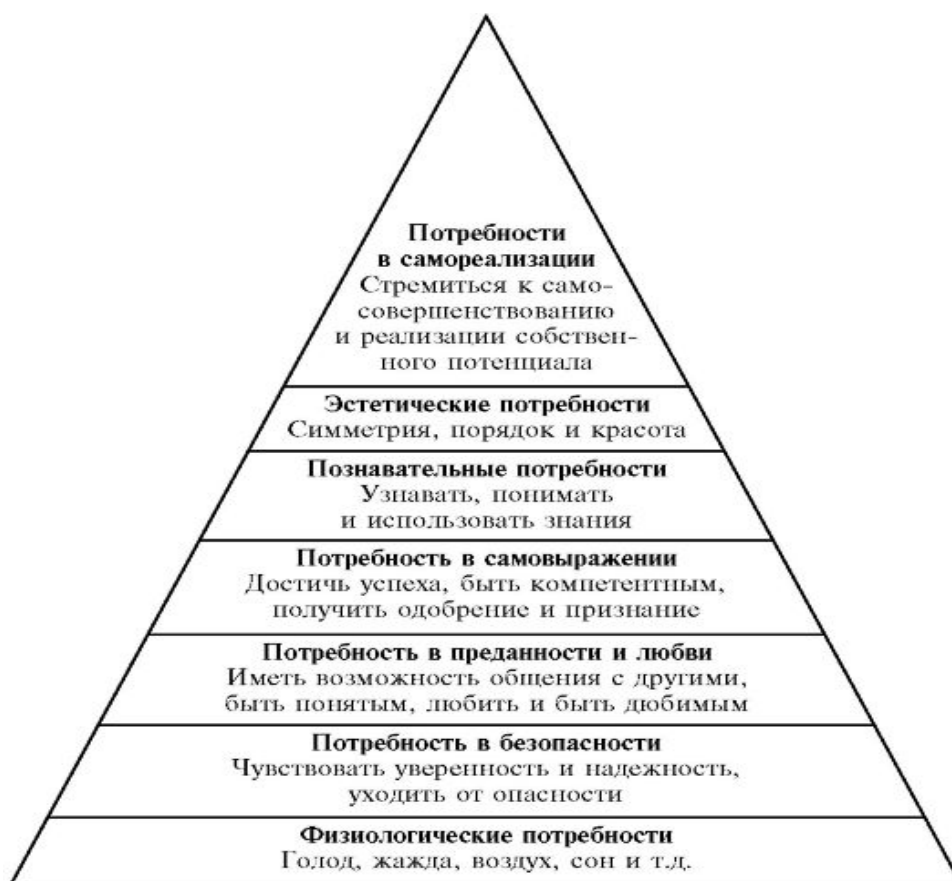 Потребности
в самореализации
Стремиться к само-
совершенствованию
и реализации собствен-
ного потенциала
Эстетические потребности
Симметрия, порядок и красота
Познавательные потребности
Узнавать, понимать
и использовать знания
Потребность в самовыражении
Достичь успеха, быть компетентным,
получить одобрение и признание
Потребность в преданности и любви
Иметь возможность общения с другими,
быть понятым, любить и быть дюбимым
Потребность в безопасности
Чувствовать уверенность и надежность,
уходить от опасности
Физиологические потребности
Голод, жажда, воздух, сон и т.д.